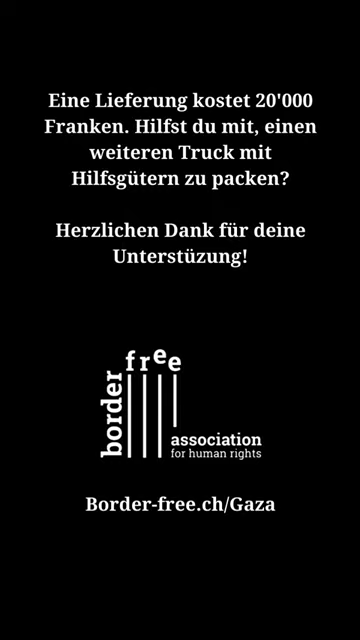 Eine Lieferung kostet 20'000
Franken. Hilfst du mit, einen
weiteren Truck mit
Hilfsgütern zu packen?
Herzlichen Dank für deine
Unterstüzung!
border
free
association
for human rights
Border-free.ch/Gaza